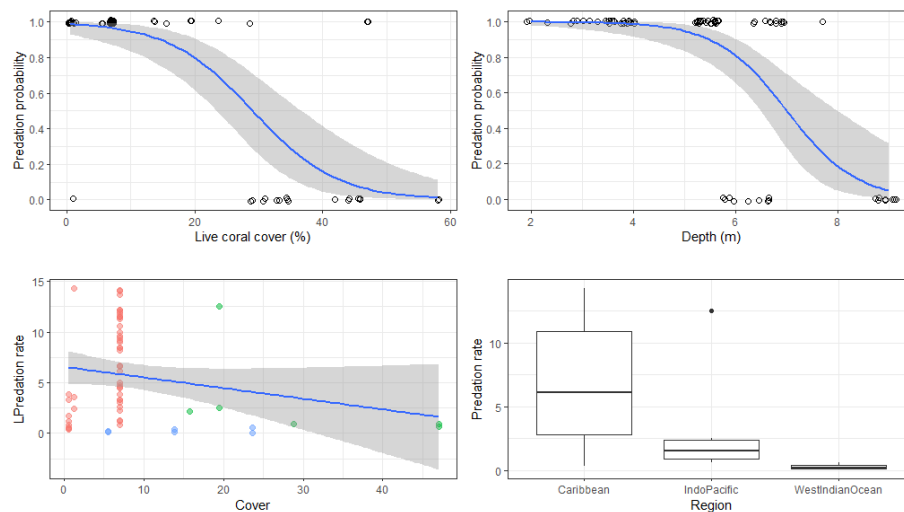 Predation probability
1.0
0.8
0.6
0.4
0.2
0.0
0
20
40
60
Live coral cover (%)
Predation probability
1.0
0.8
0.6
0.4
0.2
0.0
2
4
6
8
Depth (m)
LPredation rate
15
10
5
0
0
10
20
30
40
Cover
Predation rate
10
5
0
Caribbean
IndoPacific
WestIndianOcean
Region